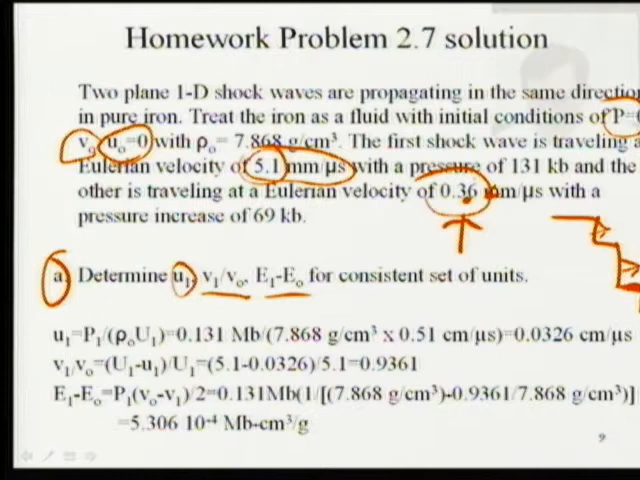 Homework Problem 2.7 solution
Two plane 1-D shock waves are propagating in the same direction
in pure iron. Treat the iron as a fluid with initial conditions of P=
v₀, u₀=0 with ρ₀= 7.868 g/cm³. The first shock wave is traveling a
Eulerian velocity of 5.1 mm/μs with a pressure of 131 kb and the
other is traveling at a Eulerian velocity of 0.36 mm/μs with a
pressure increase of 69 kb.
a. Determine u₁, v₁/v₀, E₁-E₀ for consistent set of units.
u₁=P₁/(ρ₀U₁)=0.131 Mb/(7.868 g/cm³ x 0.51 cm/μs)=0.0326 cm/μs
v₁/v₀=(U₁-u₁)/U₁=(5.1-0.0326)/5.1=0.9361
E₁-E₀=P₁(v₀-v₁)/2=0.131Mb(1/[(7.868 g/cm³)-0.9361/7.868 g/cm³)]
=5.306 10⁻⁴ Mb-cm³/g
9